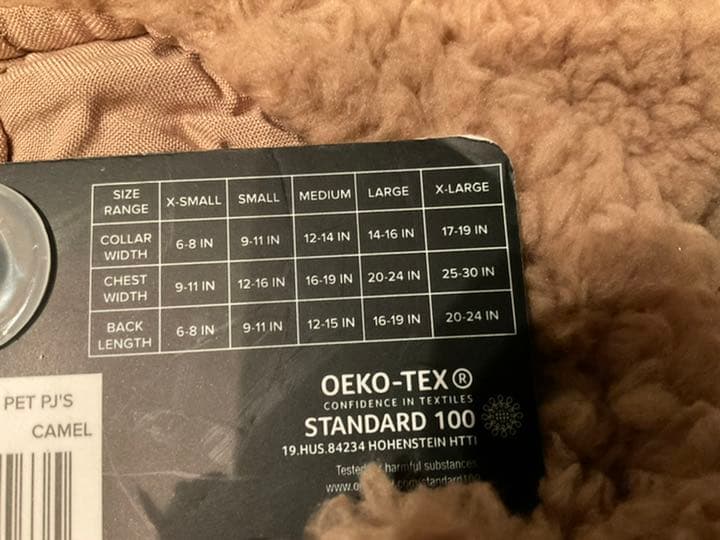 SIZE RANGE X-SMALL SMALL MEDIUM LARGE X-LARGE
COLLAR WIDTH 6-8 IN 9-11 IN 12-14 IN 14-16 IN 17-19 IN
CHEST WIDTH 9-11 IN 12-16 IN 16-19 IN 20-24 IN 25-30 IN
BACK LENGTH 6-8 IN 9-11 IN 12-15 IN 16-19 IN 20-24 IN
OEKO-TEX®
CONFIDENCE IN TEXTILES
STANDARD 100
19.HUS.84234 HOHENSTEIN HTTI
harmful substances
PET PJ'S
CAMEL